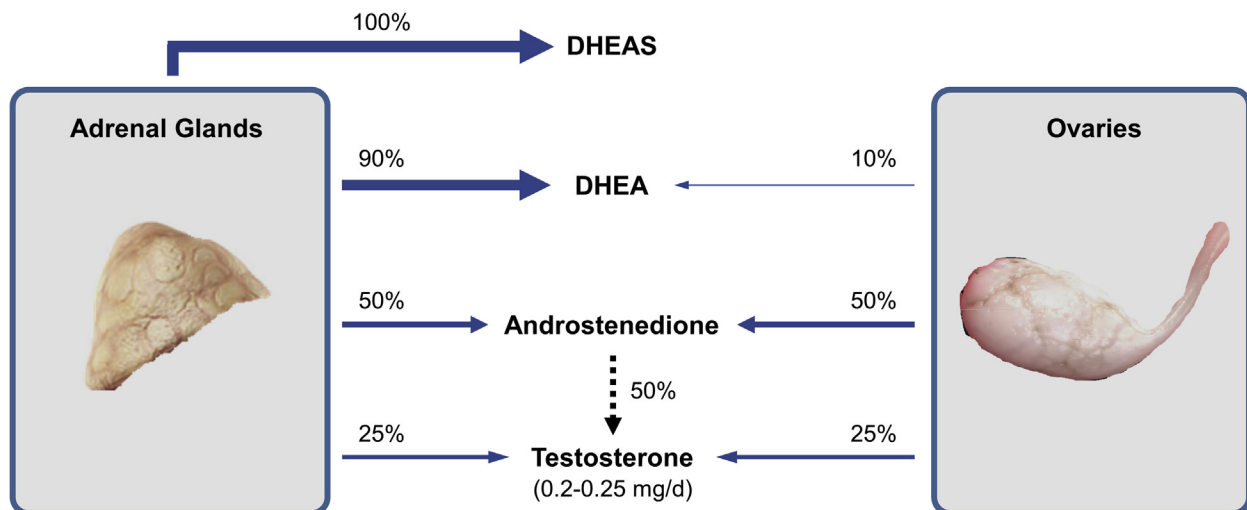 100%
DHEAS
Adrenal Glands
Ovaries
90%
DHEA
10%
50%
Androstenedione
50%
50%
25%
Testosterone
(0.2-0.25 mg/d)
25%